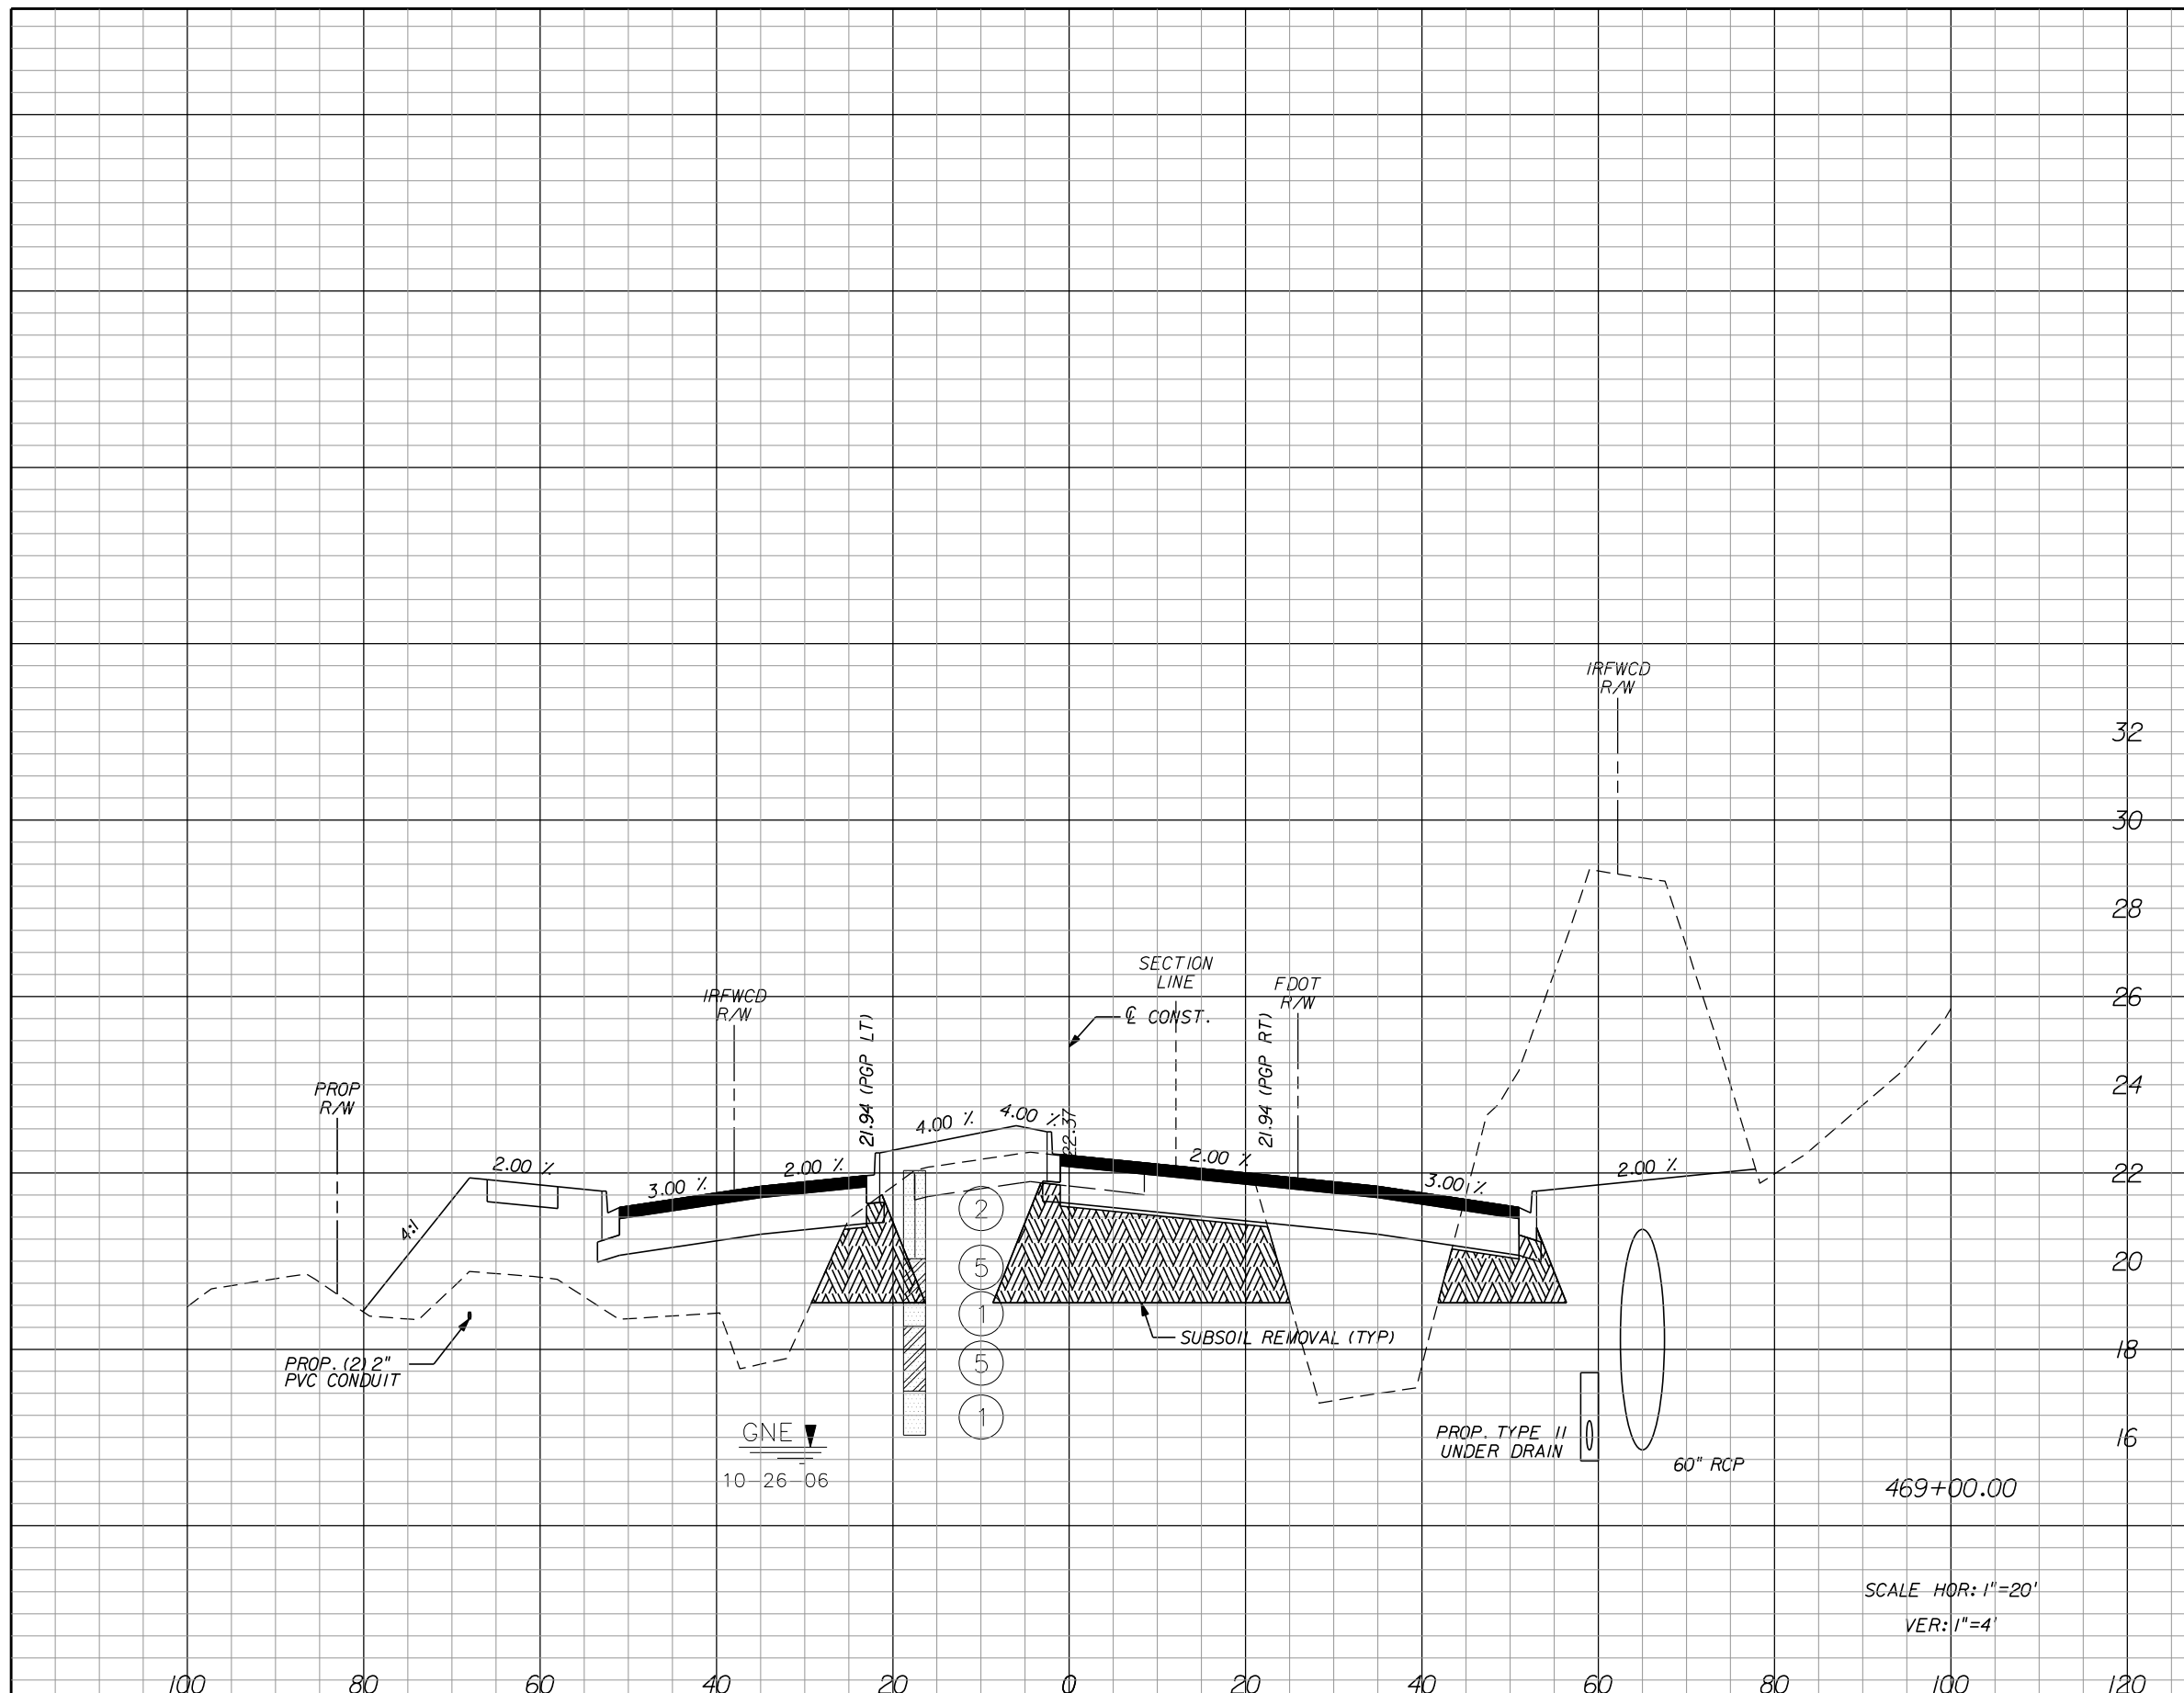 IRFWCD
R/W
32
30
28
SECTION
LINE
FDOT
R/W
IRFWCD
R/W
26
℄ CONST.
21.94 (PGP LT)
21.94 (PGP RT)
24
PROP
R/W
4.00 %
4.00 %
22.37
2.00 %
3.00 %
2.00 %
2.00 %
3.00 %
2.00 %
22
4:1
2
5
20
1
SUBSOIL REMOVAL (TYP)
18
PROP. (2) 2"
PVC CONDUIT
5
1
GNE
10-26-06
PROP. TYPE II
UNDER DRAIN
16
60" RCP
469+00.00
SCALE HOR: 1"=20'
VER: 1"=4'
100 80 60 40 20 0 20 40 60 80 100 120